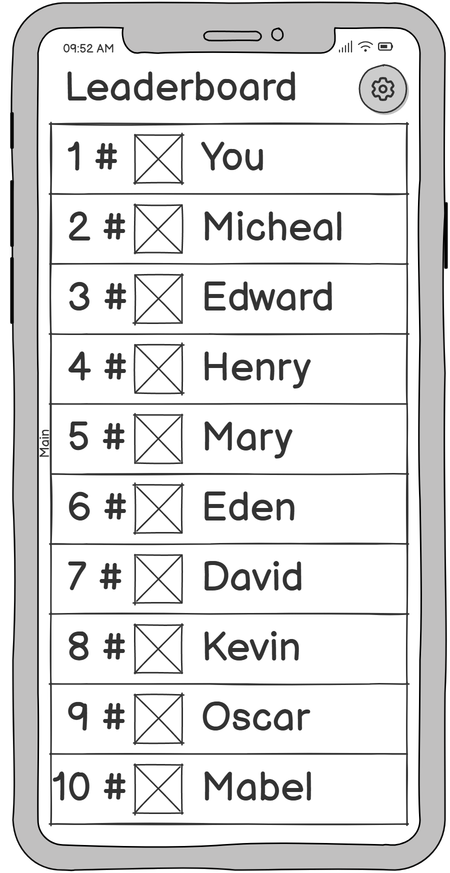 09:52 AM
Leaderboard
1 # You
2 # Micheal
3 # Edward
4 # Henry
Main
5 # Mary
6 # Eden
7 # David
8 # Kevin
9 # Oscar
10 # Mabel